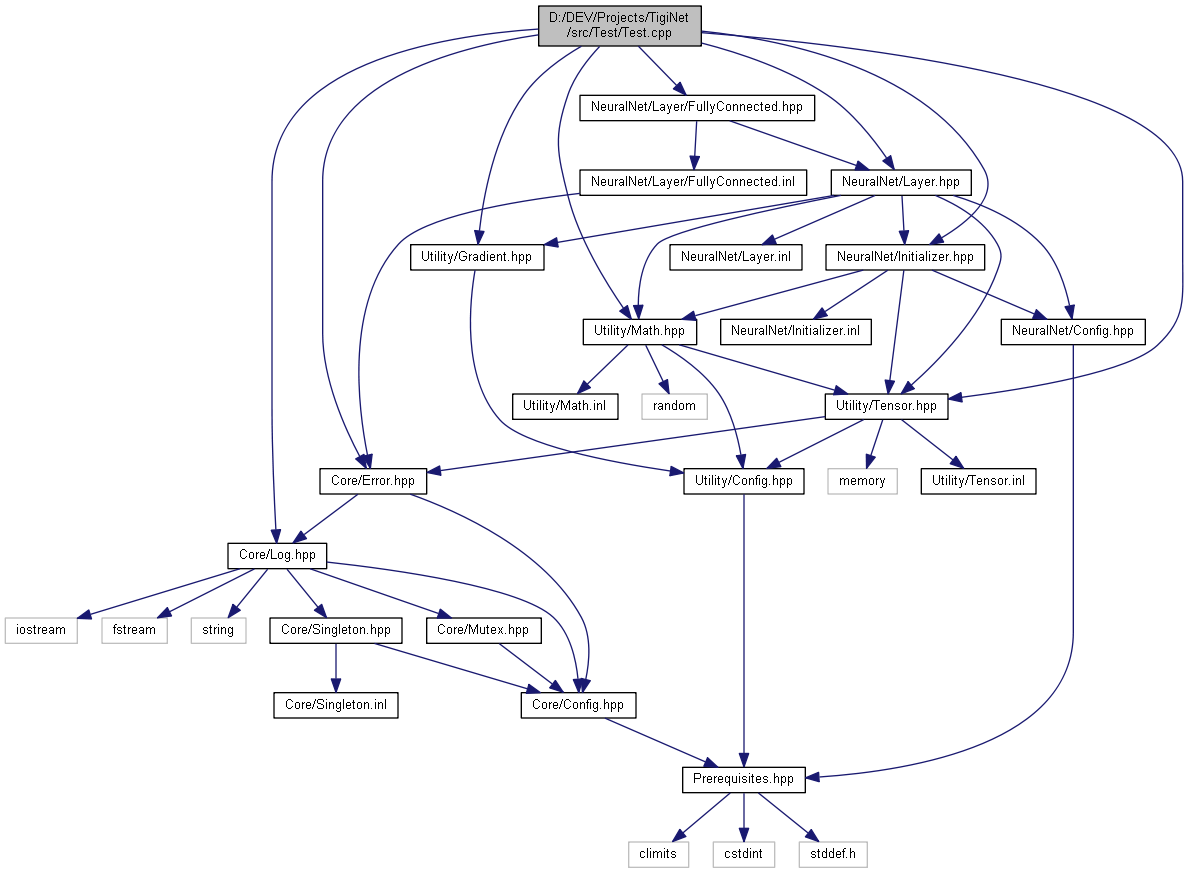 D:/DEV/Projects/TigiNet
/src/Test/Test.cpp
NeuralNet/Layer/FullyConnected.hpp
NeuralNet/Layer/FullyConnected.inl
NeuralNet/Layer.hpp
Utility/Gradient.hpp
NeuralNet/Layer.inl
NeuralNet/Initializer.hpp
Utility/Math.hpp
NeuralNet/Initializer.inl
NeuralNet/Config.hpp
Utility/Math.inl
random
Utility/Tensor.hpp
Core/Error.hpp
Utility/Config.hpp
memory
Utility/Tensor.inl
Core/Log.hpp
iostream
fstream
string
Core/Singleton.hpp
Core/Mutex.hpp
Core/Singleton.inl
Core/Config.hpp
Prerequisites.hpp
climits
cstdint
stddef.h